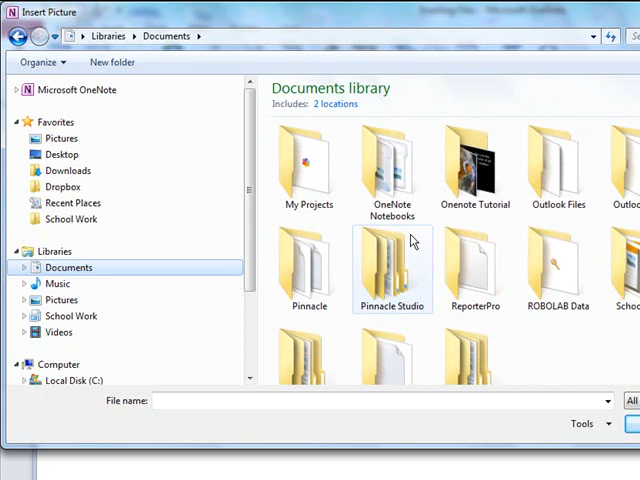 Insert Picture
Libraries Documents
Organize New folder
Microsoft OneNote
Favorites
Pictures
Desktop
Downloads
Dropbox
Recent Places
School Work
Libraries
Documents
Music
Pictures
School Work
Videos
Computer
Local Disk (C:)
Documents library
Includes: 2 locations
My Projects
OneNote
Notebooks
Onenote Tutorial
Outlook Files
Pinnacle
Pinnacle Studio
ReporterPro
ROBOLAB Data
File name:
All
Tools